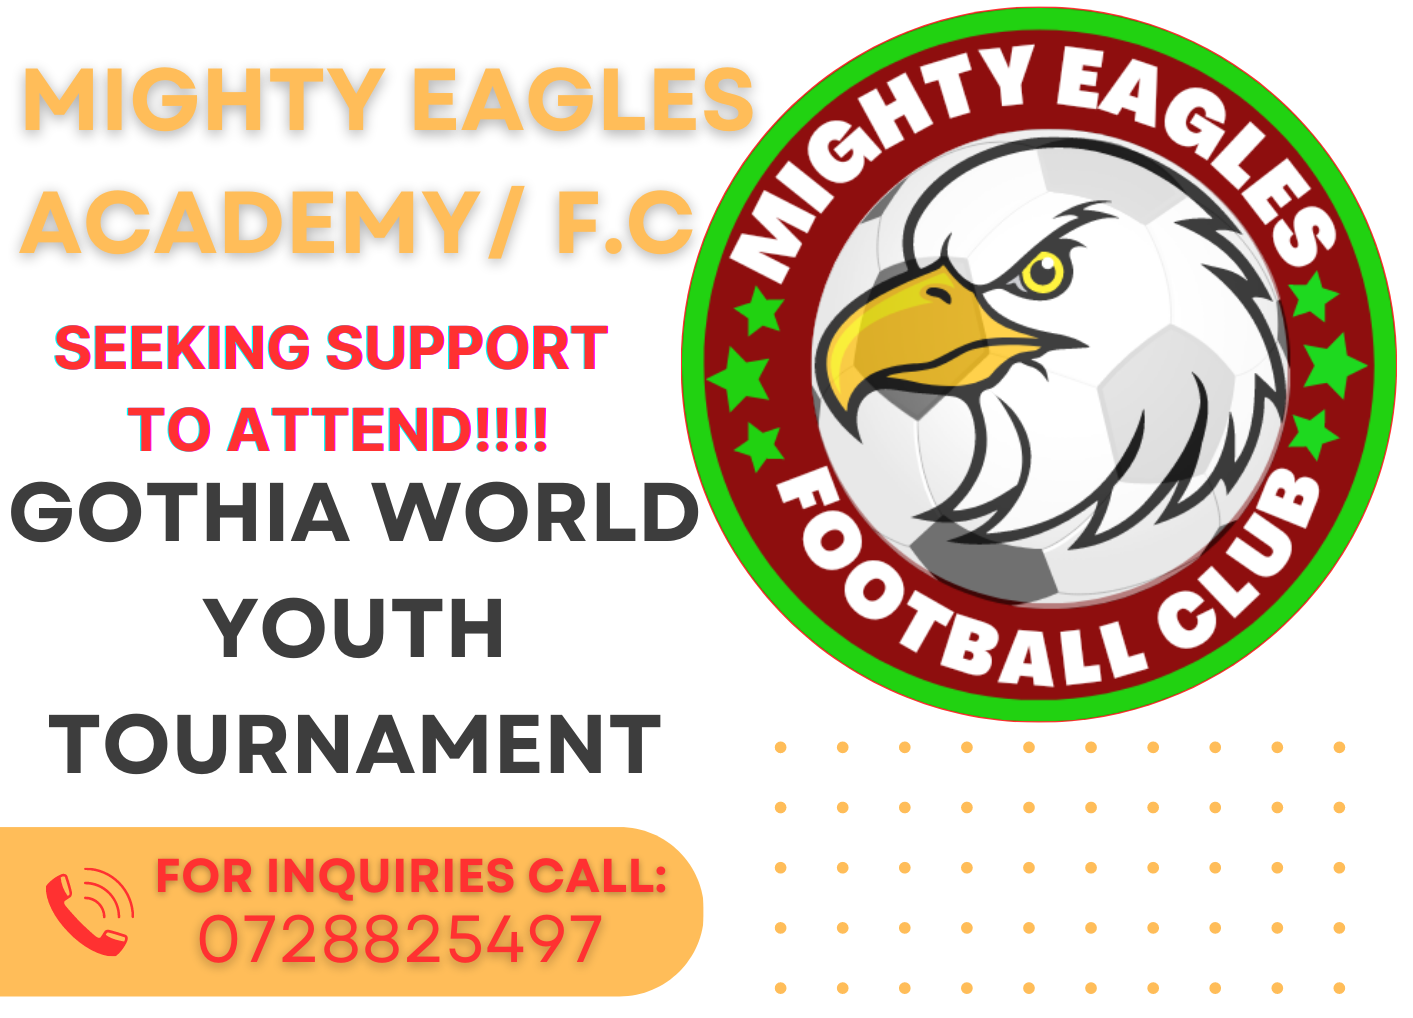 MIGHTY EAGLES
ACADEMY/ F.C
SEEKING SUPPORT
TO ATTEND!!!!
GOTHIA WORLD
YOUTH
TOURNAMENT
FOR INQUIRIES CALL:
0728825497
MIGHTY EAGLES
FOOTBALL CLUB